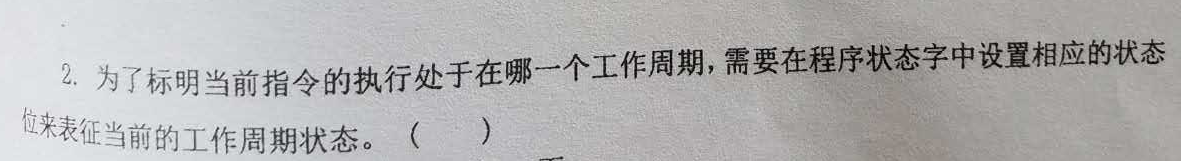 2. 为了标明当前指令的执行处于在哪一个工作周期,需要在程序状态字中设置相应的状态
位来表征当前的工作周期状态。(    )